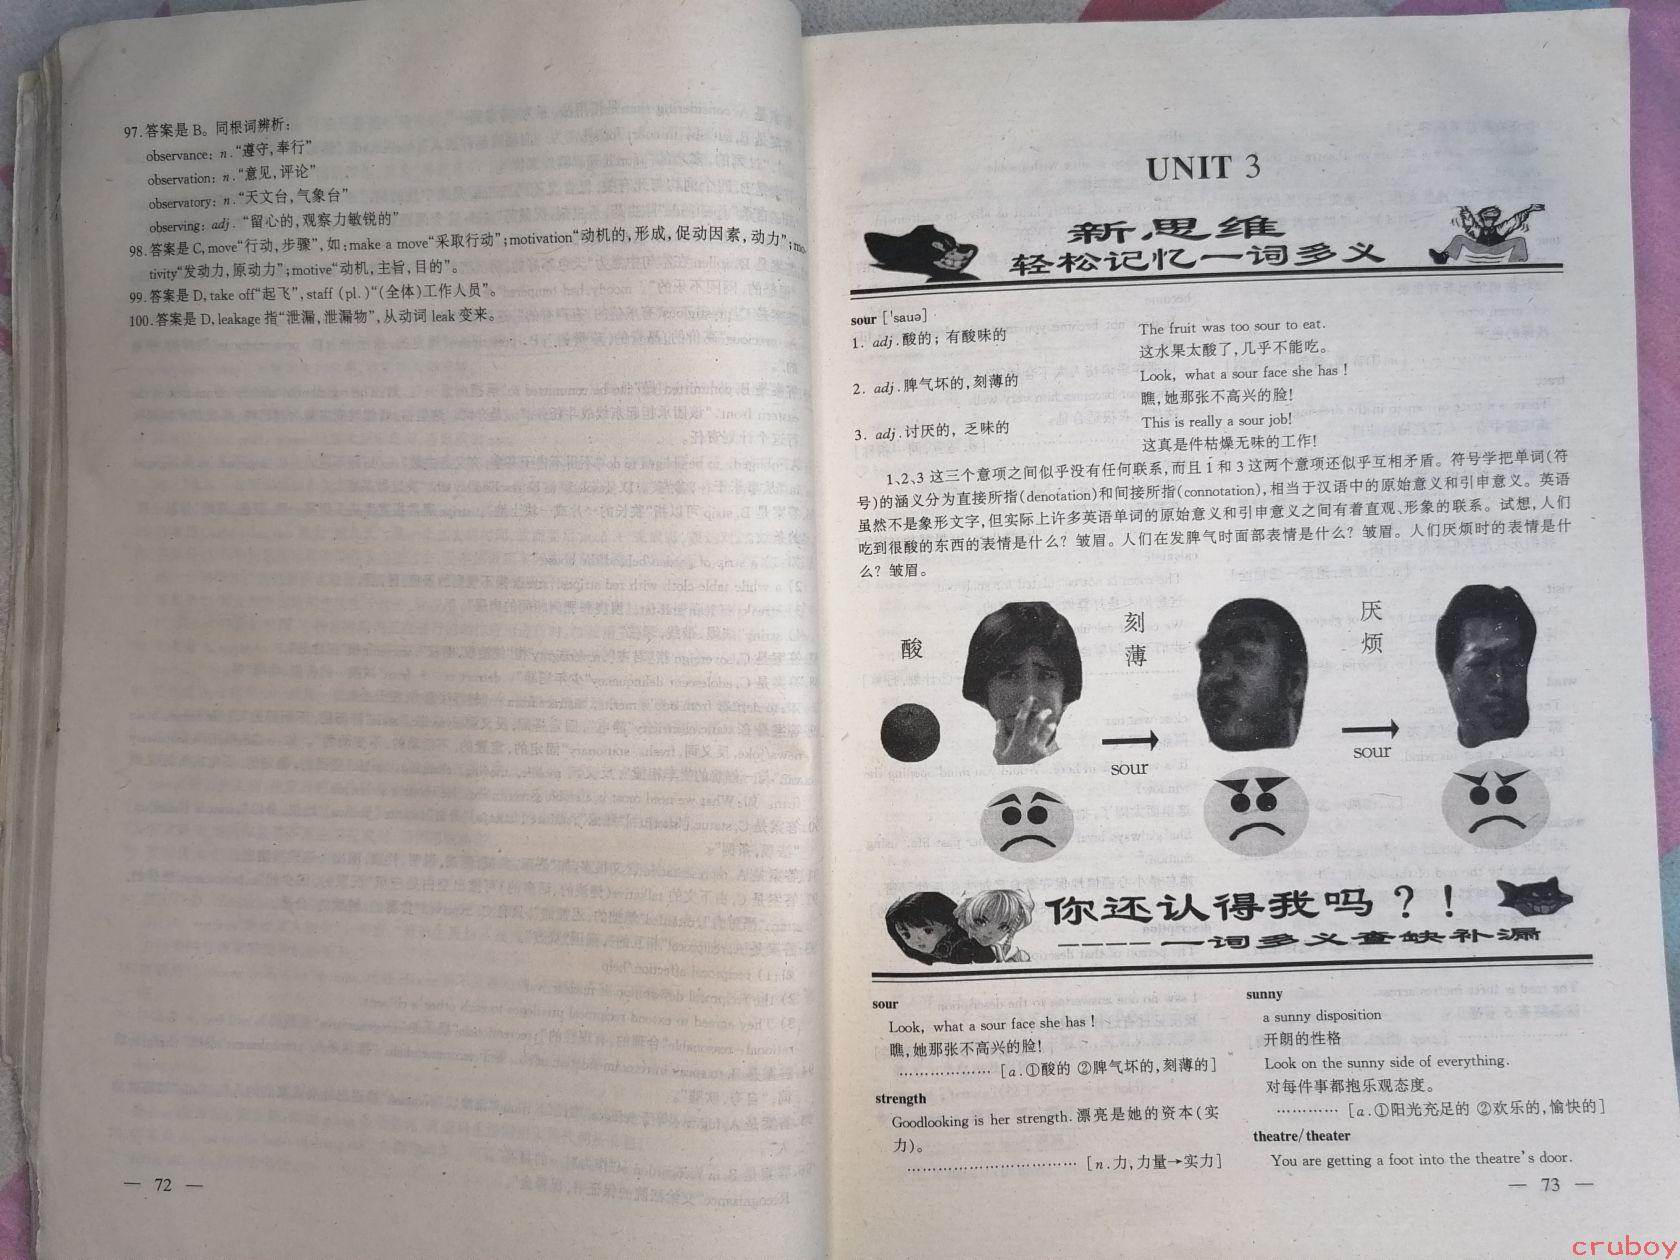 97.答案是 B。同根词辨析:
observance: n.“遵守,奉行”
observation: n.“意见,评论”
observatory: n.“天文台,气象台”
observing: adj. “留心的,观察力敏锐的”
98.答案是 C, move“行动,步骤”,如:make a move“采取行动”;motivation“动机的,形成,促动因素,动力”;mo-
tivity“发动力,原动力”;motive“动机,主旨,目的”。
99.答案是 D, take off“起飞”, staff (pl.)“(全体)工作人员”。
100.答案是 D, leakage 指“泄漏,泄漏物”,从动词 leak 变来。
— 72 —
UNIT 3
新思维
轻松记忆一词多义
sour [ˈsauə]
1. adj.酸的;有酸味的
The fruit was too sour to eat.
这水果太酸了,几乎不能吃。
2. adj.脾气坏的,刻薄的
Look, what a sour face she has!
瞧,她那张不高兴的脸!
3. adj.讨厌的,乏味的
This is really a sour job!
这真是件枯燥无味的工作!
1、2、3 这三个意项之间似乎没有任何联系,而且 1 和 3 这两个意项还似乎互相矛盾。符号学把单词(符
号)的涵义分为直接所指(denotation)和间接所指(connotation),相当于汉语中的原始意义和引申意义。英语
虽然不是象形文字,但实际上许多英语单词的原始意义和引申意义之间有着直观、形象的联系。试想,人们
吃到很酸的东西的表情是什么?皱眉。人们在发脾气时面部表情是什么?皱眉。人们厌烦时的表情是什
么?皱眉。
酸
刻薄
厌烦
sour
sour
你还认得我吗?!
————一词多义查缺补漏
sour
Look, what a sour face she has!
瞧,她那张不高兴的脸!
……………… [a.①酸的 ②脾气坏的,刻薄的]
strength
Goodlooking is her strength.漂亮是她的资本(实
力)。
…………………………… [n.力,力量→实力]
sunny
a sunny disposition
开朗的性格
Look on the sunny side of everything.
对每件事都抱乐观态度。
………… [a.①阳光充足的 ②欢乐的,愉快的]
theatre/theater
You are getting a foot into the theatre's door.
— 73 —
cruboy